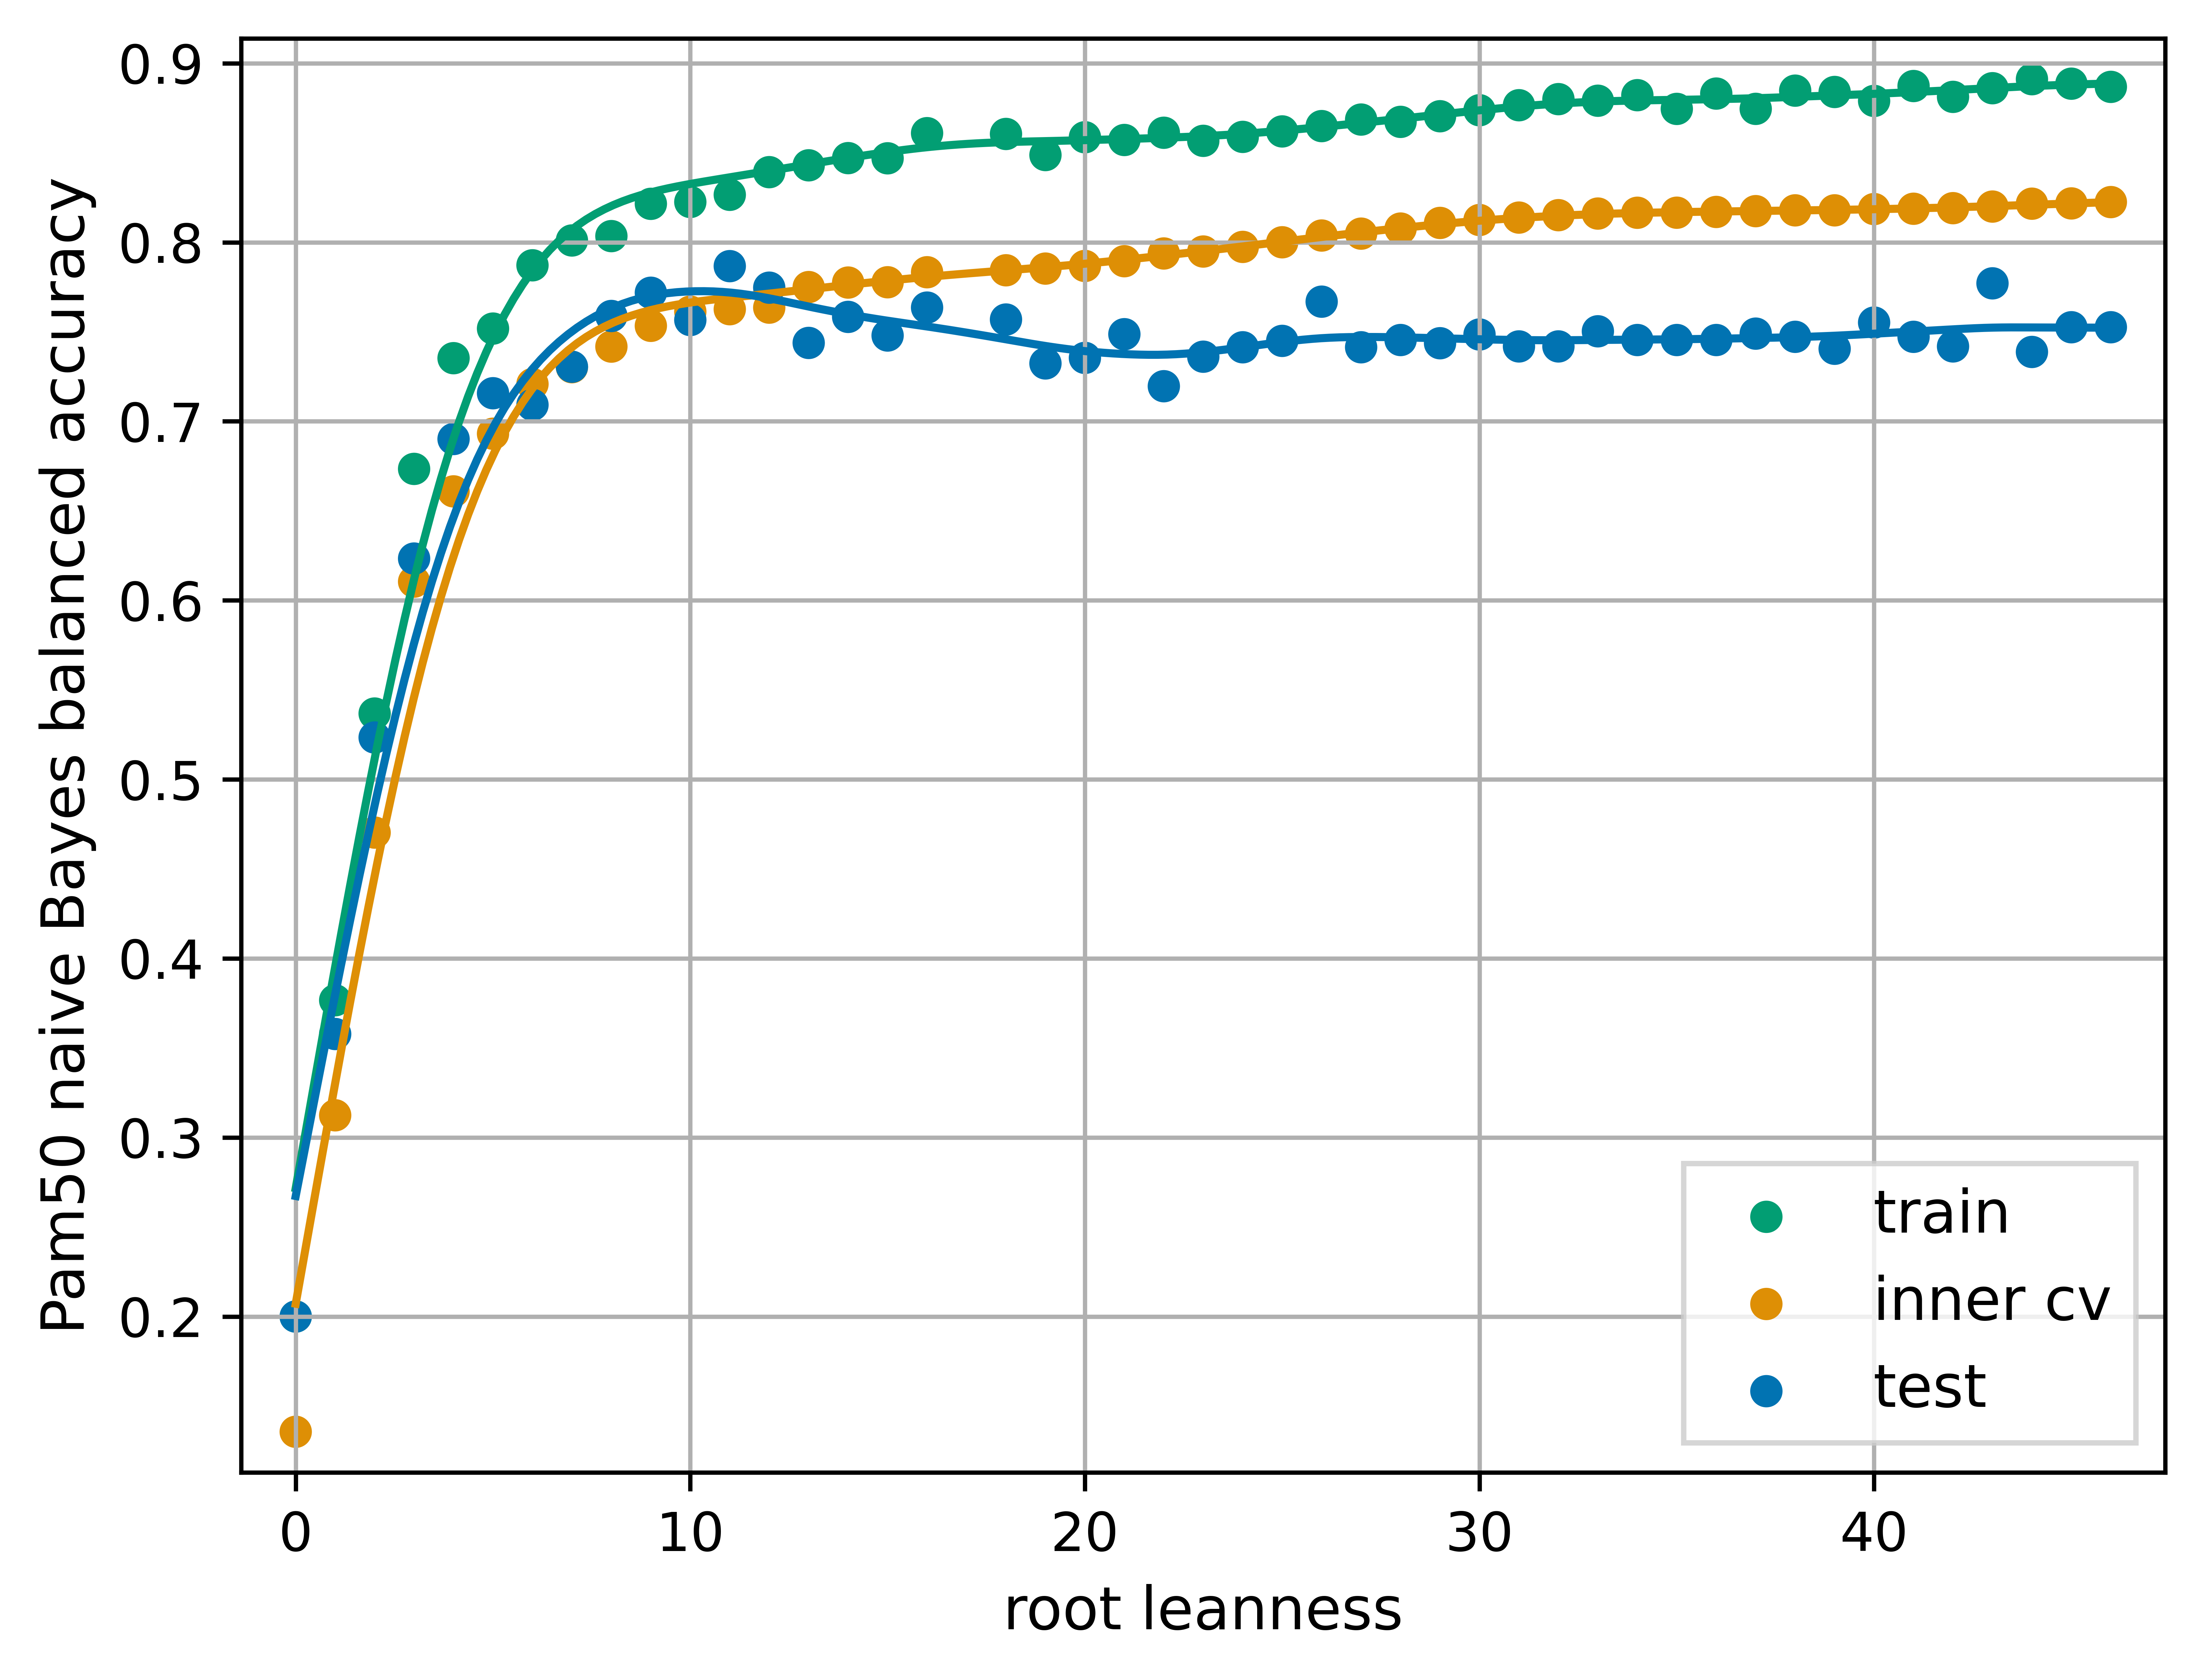 Pam50 naive Bayes balanced accuracy
0.9
0.8
0.7
0.6
0.5
0.4
0.3
0.2
train
inner cv
test
0 10 20 30 40
root leanness